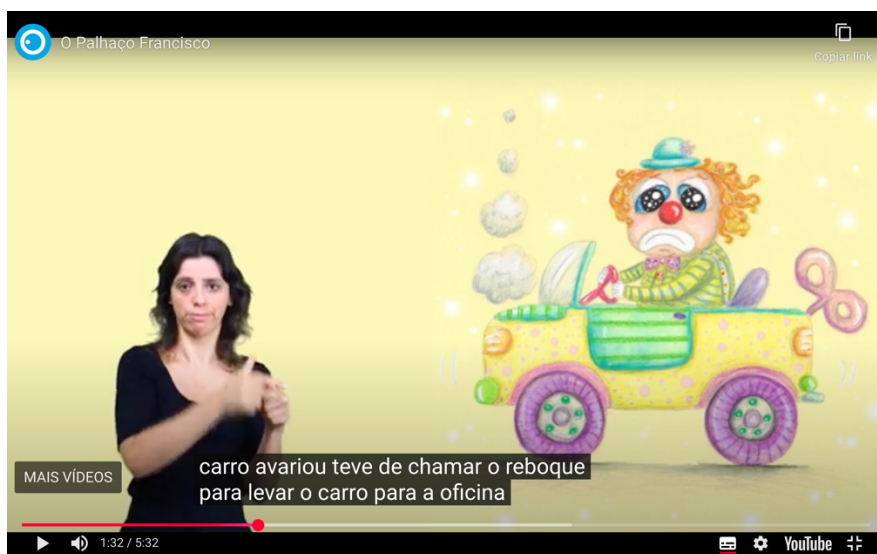 O Palhaço Francisco
Copiar link
MAIS VÍDEOS
carro avariou teve de chamar o reboque
para levar o carro para a oficina
1:32 / 5:32
YouTube